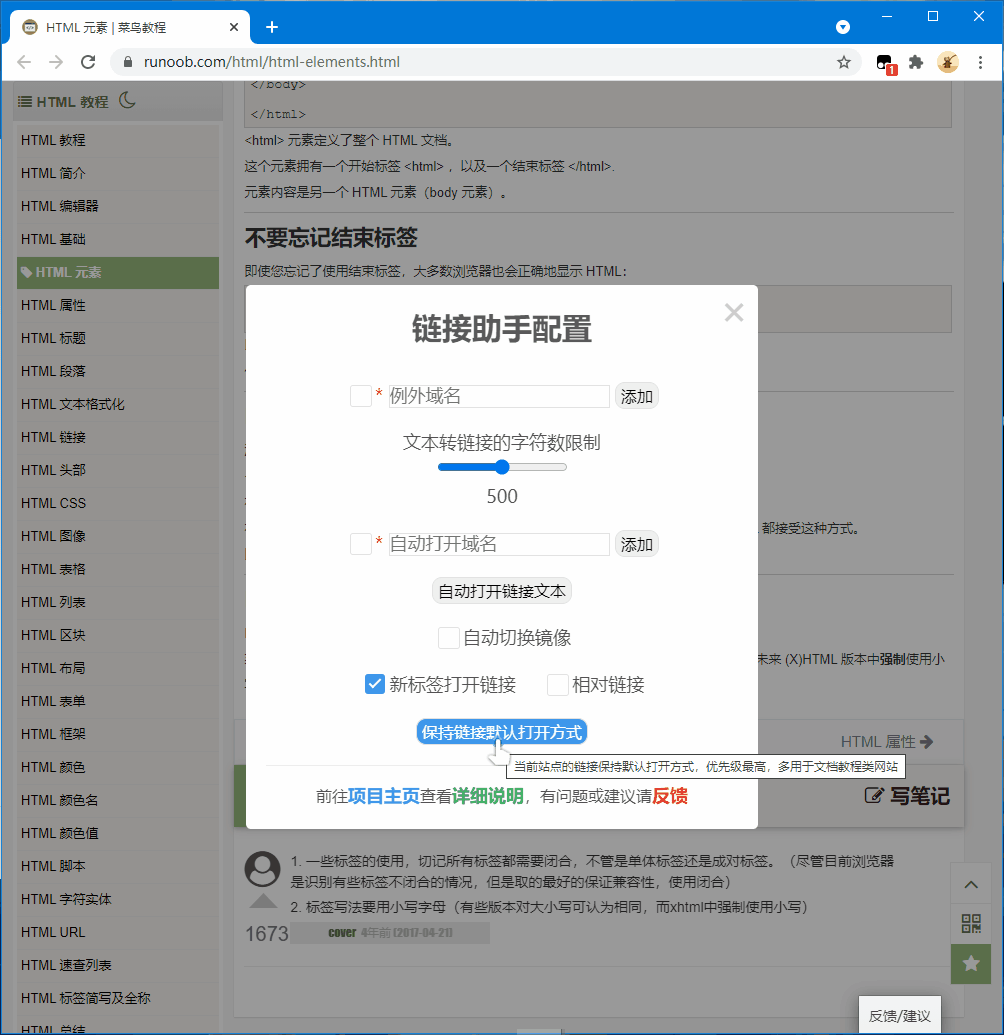 HTML 元素 | 菜鸟教程
runoob.com/html/html-elements.html
1
HTML 教程
HTML 教程
HTML 简介
HTML 编辑器
HTML 基础
HTML 元素
HTML 属性
HTML 标题
HTML 段落
HTML 文本格式化
HTML 链接
HTML 头部
HTML CSS
HTML 图像
HTML 表格
HTML 列表
HTML 区块
HTML 布局
HTML 表单
HTML 框架
HTML 颜色
HTML 颜色名
HTML 颜色值
HTML 脚本
HTML 字符实体
HTML URL
HTML 速查列表
HTML 标签简写及全称
HTML 总结
</body>
</html>
<html> 元素定义了整个 HTML 文档。
这个元素拥有一个开始标签 <html> ，以及一个结束标签 </html>.
元素内容是另一个 HTML 元素（body 元素）。
不要忘记结束标签
即使您忘记了使用结束标签，大多数浏览器也会正确地显示 HTML：
链接助手配置
* 例外域名 添加
文本转链接的字符数限制
500
* 自动打开域名 添加
自动打开链接文本
自动切换镜像
新标签打开链接 相对链接
保持链接默认打开方式
当前站点的链接保持默认打开方式，优先级最高，多用于文档教程类网站
前往项目主页查看详细说明，有问题或建议请反馈
都接受这种方式。
未来 (X)HTML 版本中强制使用小
HTML 属性
写笔记
1. 一些标签的使用，切记所有标签都需要闭合，不管是单体标签还是成对标签。（尽管目前浏览器
是识别有些标签不闭合的情况，但是取的最好的保证兼容性，使用闭合）
2. 标签写法要用小写字母（有些版本对大小写可认为相同，而xhtml中强制使用小写）
1673 cover 4年前 (2017-04-21)
反馈/建议